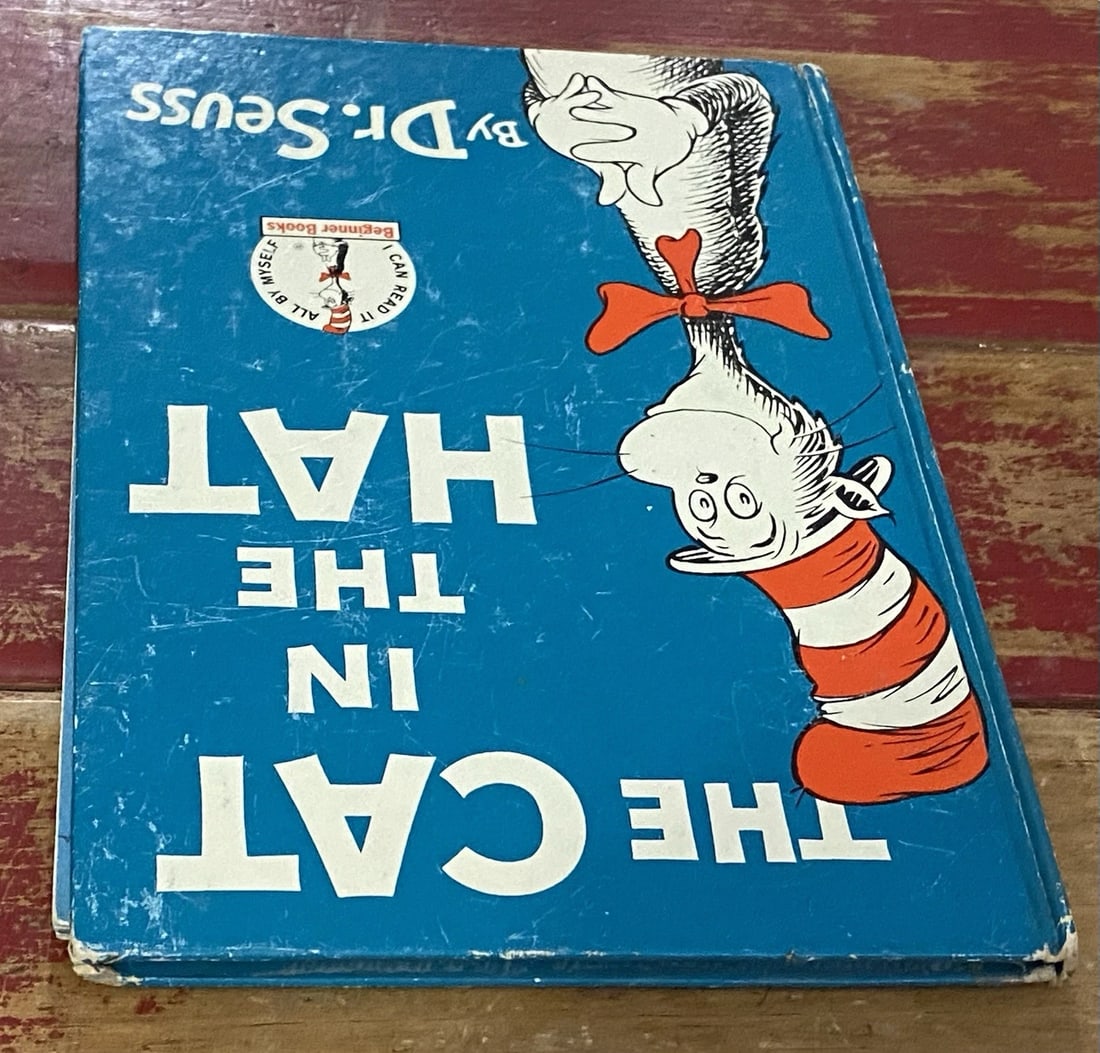 THE CAT
IN
THE
HAT
I CAN READ IT ALL BY MYSELF
Beginner Books
By Dr. Seuss